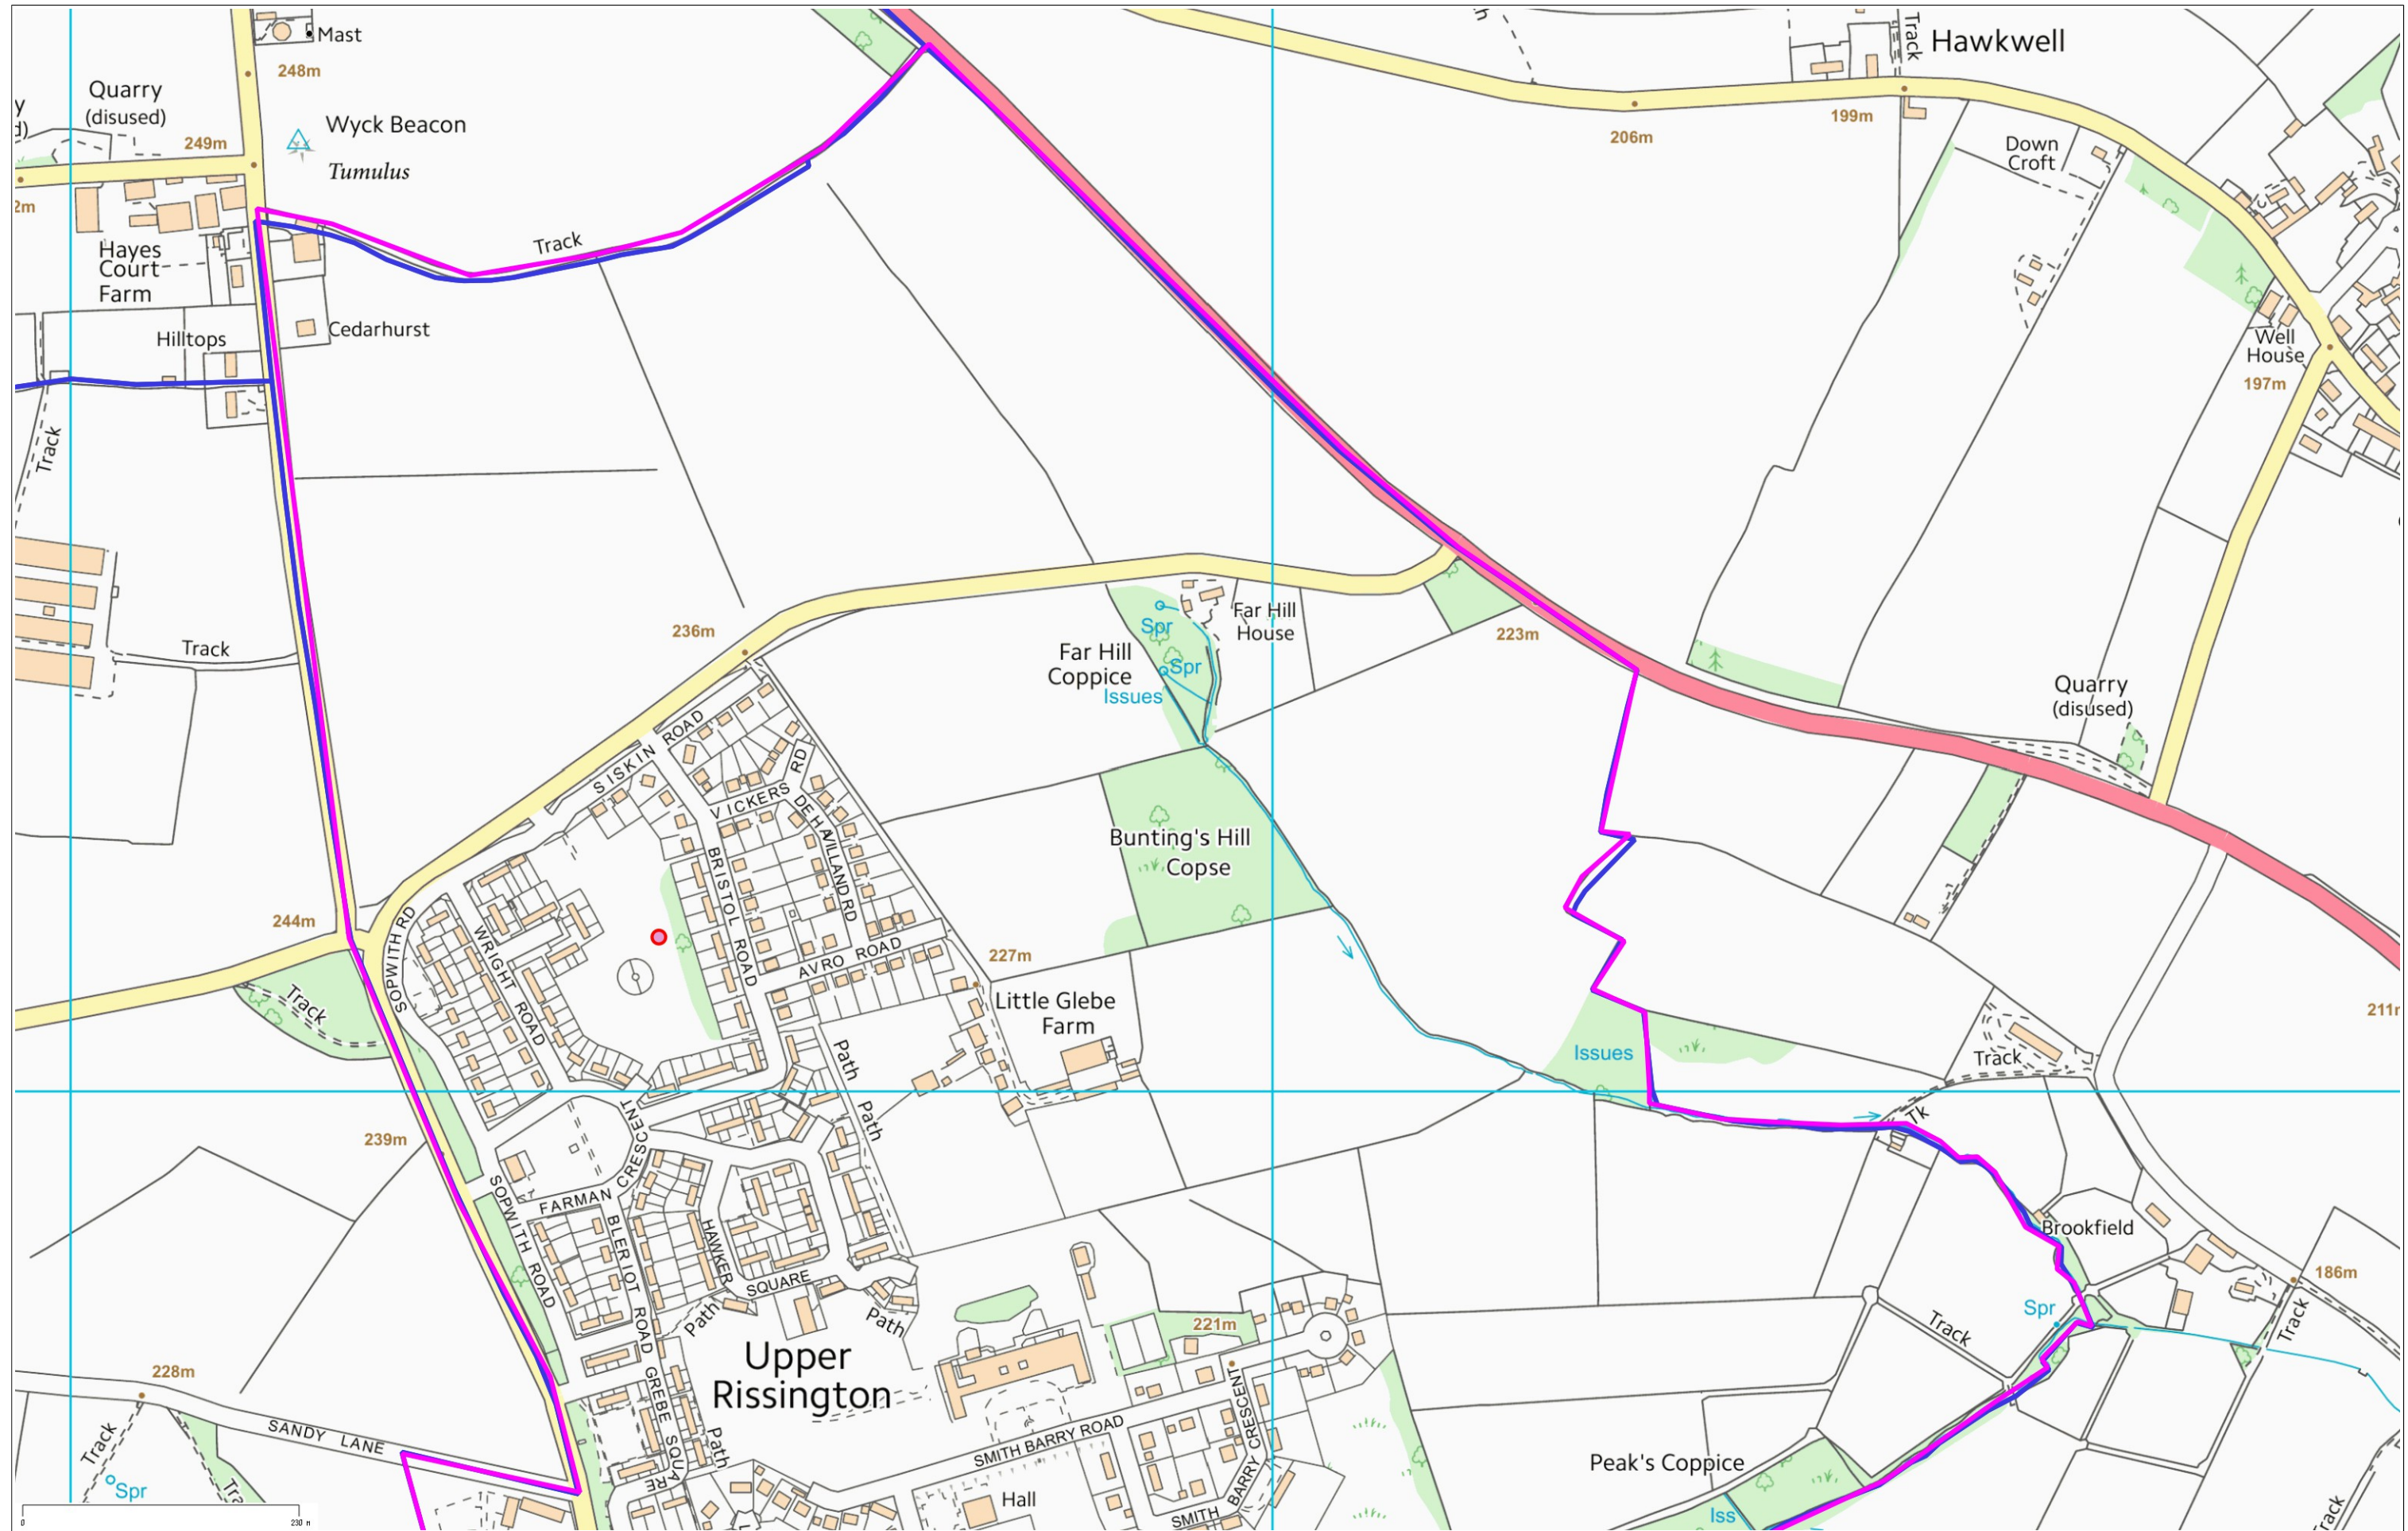 Mast
248m
Track
Hawkwell
Quarry
(disused)
Wyck Beacon
Tumulus
249m
206m
199m
Down
Croft
2m
Hayes
Court
Farm
Track
Hilltops
Cedarhurst
Well
House
197m
Track
Track
236m
Far Hill
House
Spr
Spr
Issues
Far Hill
Coppice
223m
Quarry
(disused)
SISKIN ROAD
VICKERS RD
DE HAVILLAND RD
BRISTOL ROAD
Bunting's Hill
Copse
244m
SOPWITH RD
WRIGHT ROAD
AVRO ROAD
227m
Little Glebe
Farm
Track
211m
Path
Path
Issues
Track
Tk
239m
CRESCENT
FARMAN CRESCENT
SOPWITH ROAD
BLERIOT ROAD
HAWKER SQUARE
Path
Path
Brookfield
186m
Spr
Track
Track
221m
Upper
Rissington
228m
SANDY LANE
Track
Spr
GREBE SQUARE
Path
SMITH BARRY ROAD
SMITH BARRY CRESCENT
Hall
Peak's Coppice
Iss
Track
0
230 m